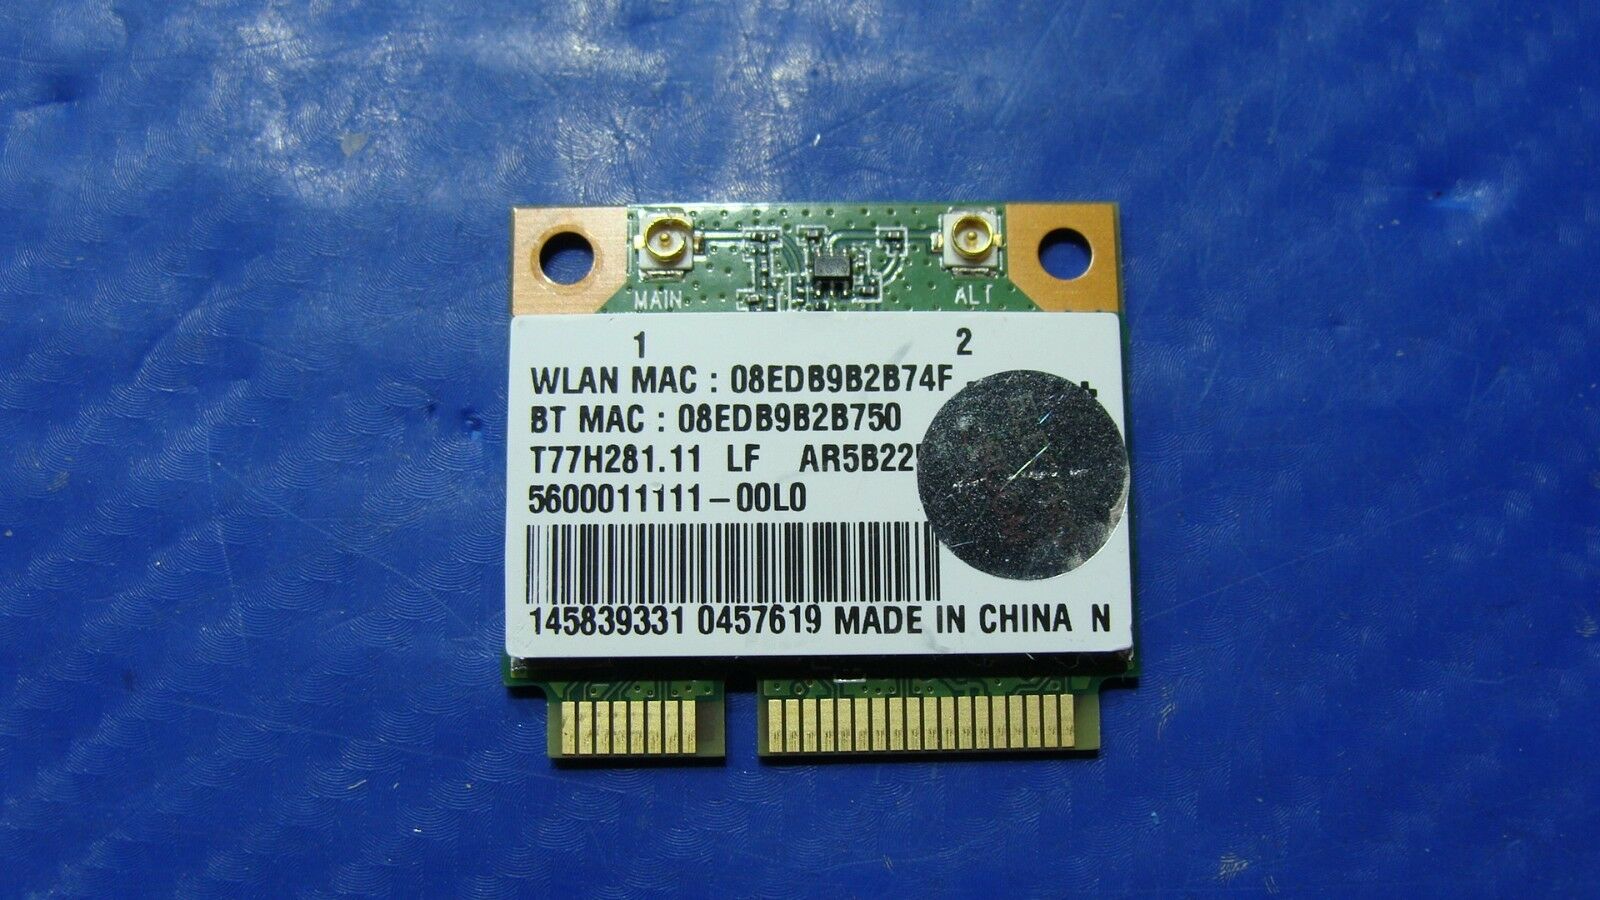 MAIN ALT
1 2
WLAN MAC : 08EDB9B2B74F
BT MAC : 08EDB9B2B750
T77H281.11 LF AR5B22
5600011111-00L0
145839331 0457619 MADE IN CHINA N